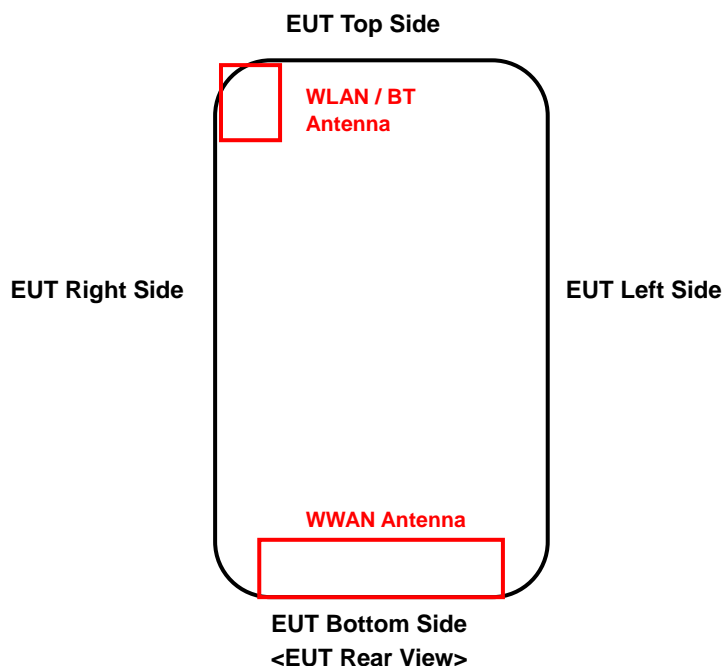 EUT Top Side
WLAN / BT
Antenna
EUT Right Side
EUT Left Side
WWAN Antenna
EUT Bottom Side
<EUT Rear View>